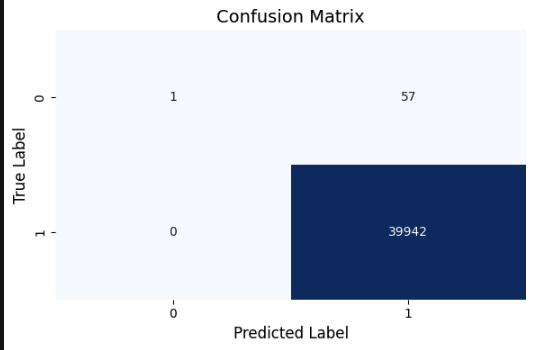 Confusion Matrix
True Label
0
1 57
1
0 39942
0 1
Predicted Label